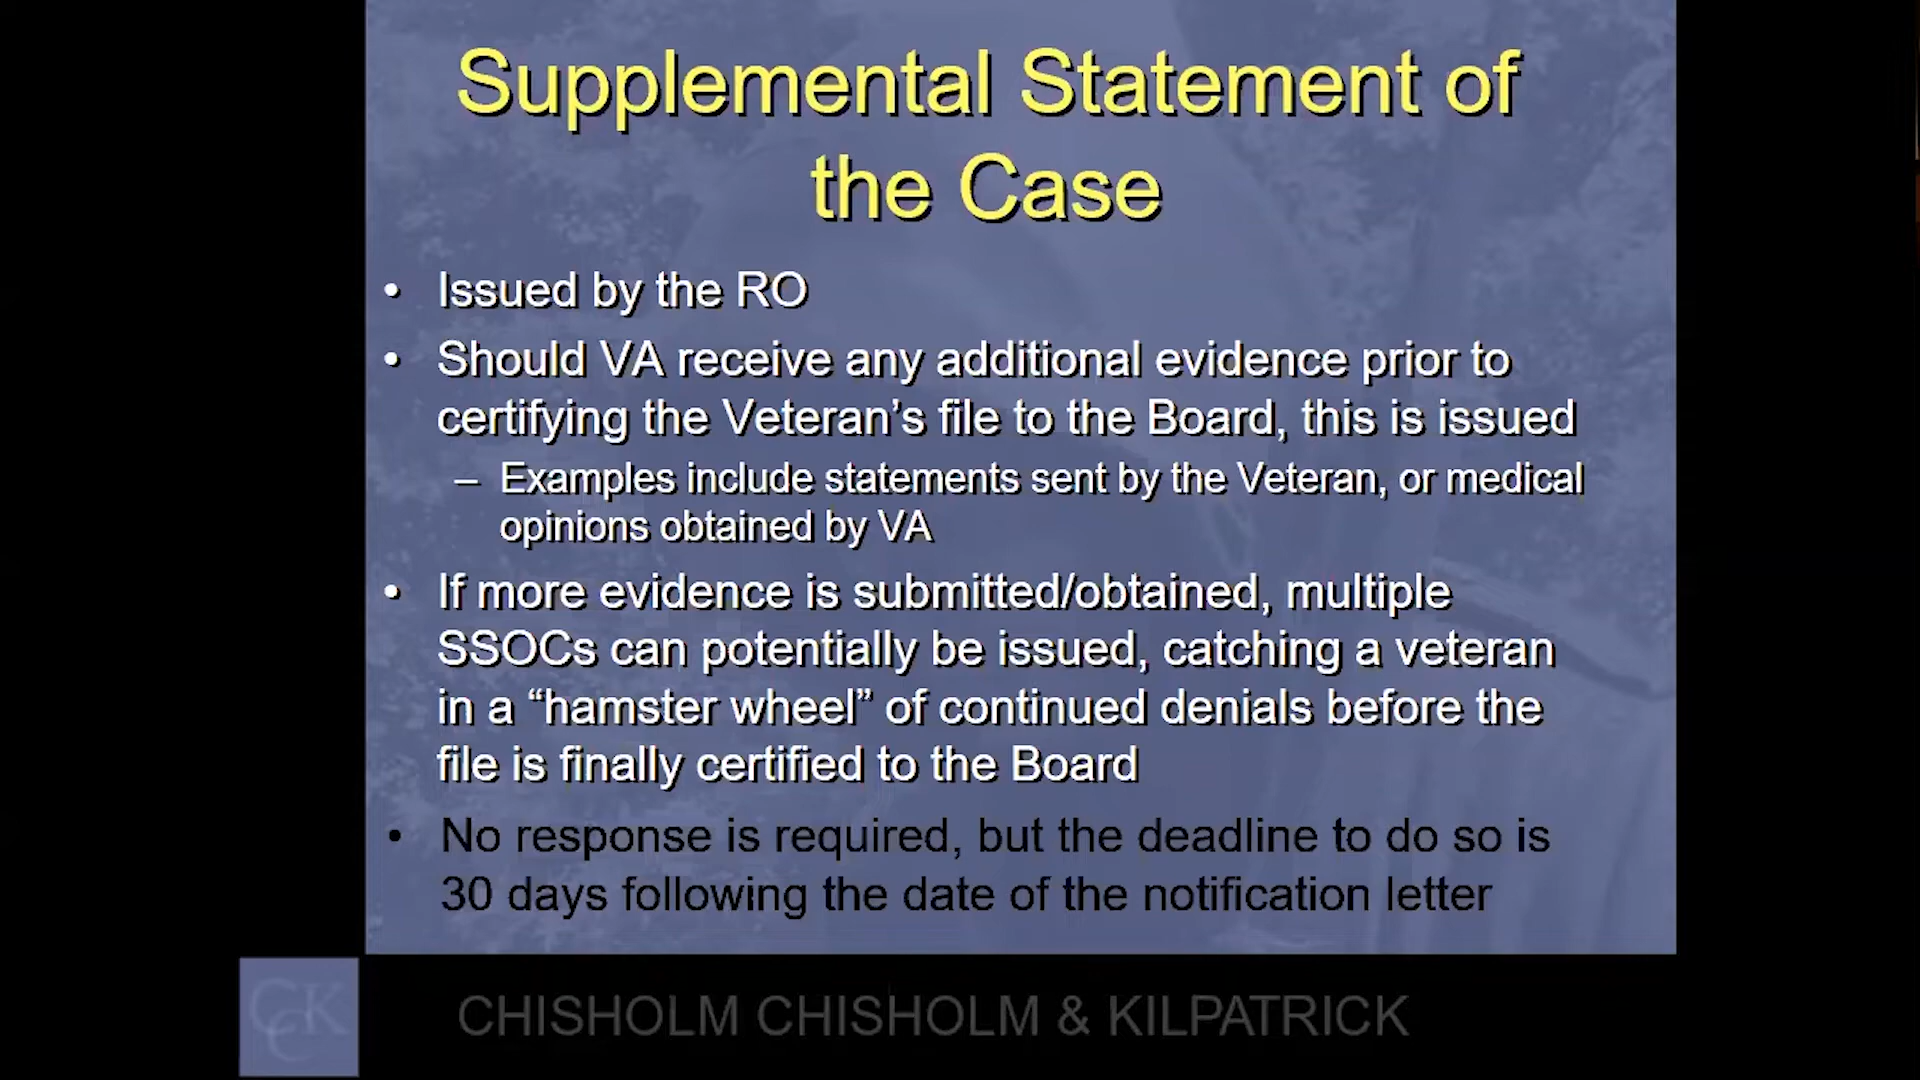 Supplemental Statement of
the Case
• Issued by the RO
• Should VA receive any additional evidence prior to
certifying the Veteran’s file to the Board, this is issued
– Examples include statements sent by the Veteran, or medical
opinions obtained by VA
• If more evidence is submitted/obtained, multiple
SSOCs can potentially be issued, catching a veteran
in a “hamster wheel” of continued denials before the
file is finally certified to the Board
• No response is required, but the deadline to do so is
30 days following the date of the notification letter
CCK
CHISHOLM CHISHOLM & KILPATRICK